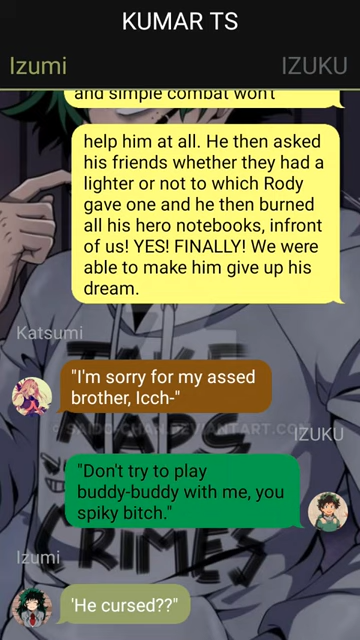 KUMAR TS
Izumi
IZUKU
and simple combat won't
help him at all. He then asked
his friends whether they had a
lighter or not to which Rody
gave one and he then burned
all his hero notebooks, infront
of us! YES! FINALLY! We were
able to make him give up his
dream.
Katsumi
"I'm sorry for my assed
brother, Icch-"
IZUKU
"Don't try to play
buddy-buddy with me, you
spiky bitch."
Izumi
'He cursed??"
TAKE
NAPS
CRIMES